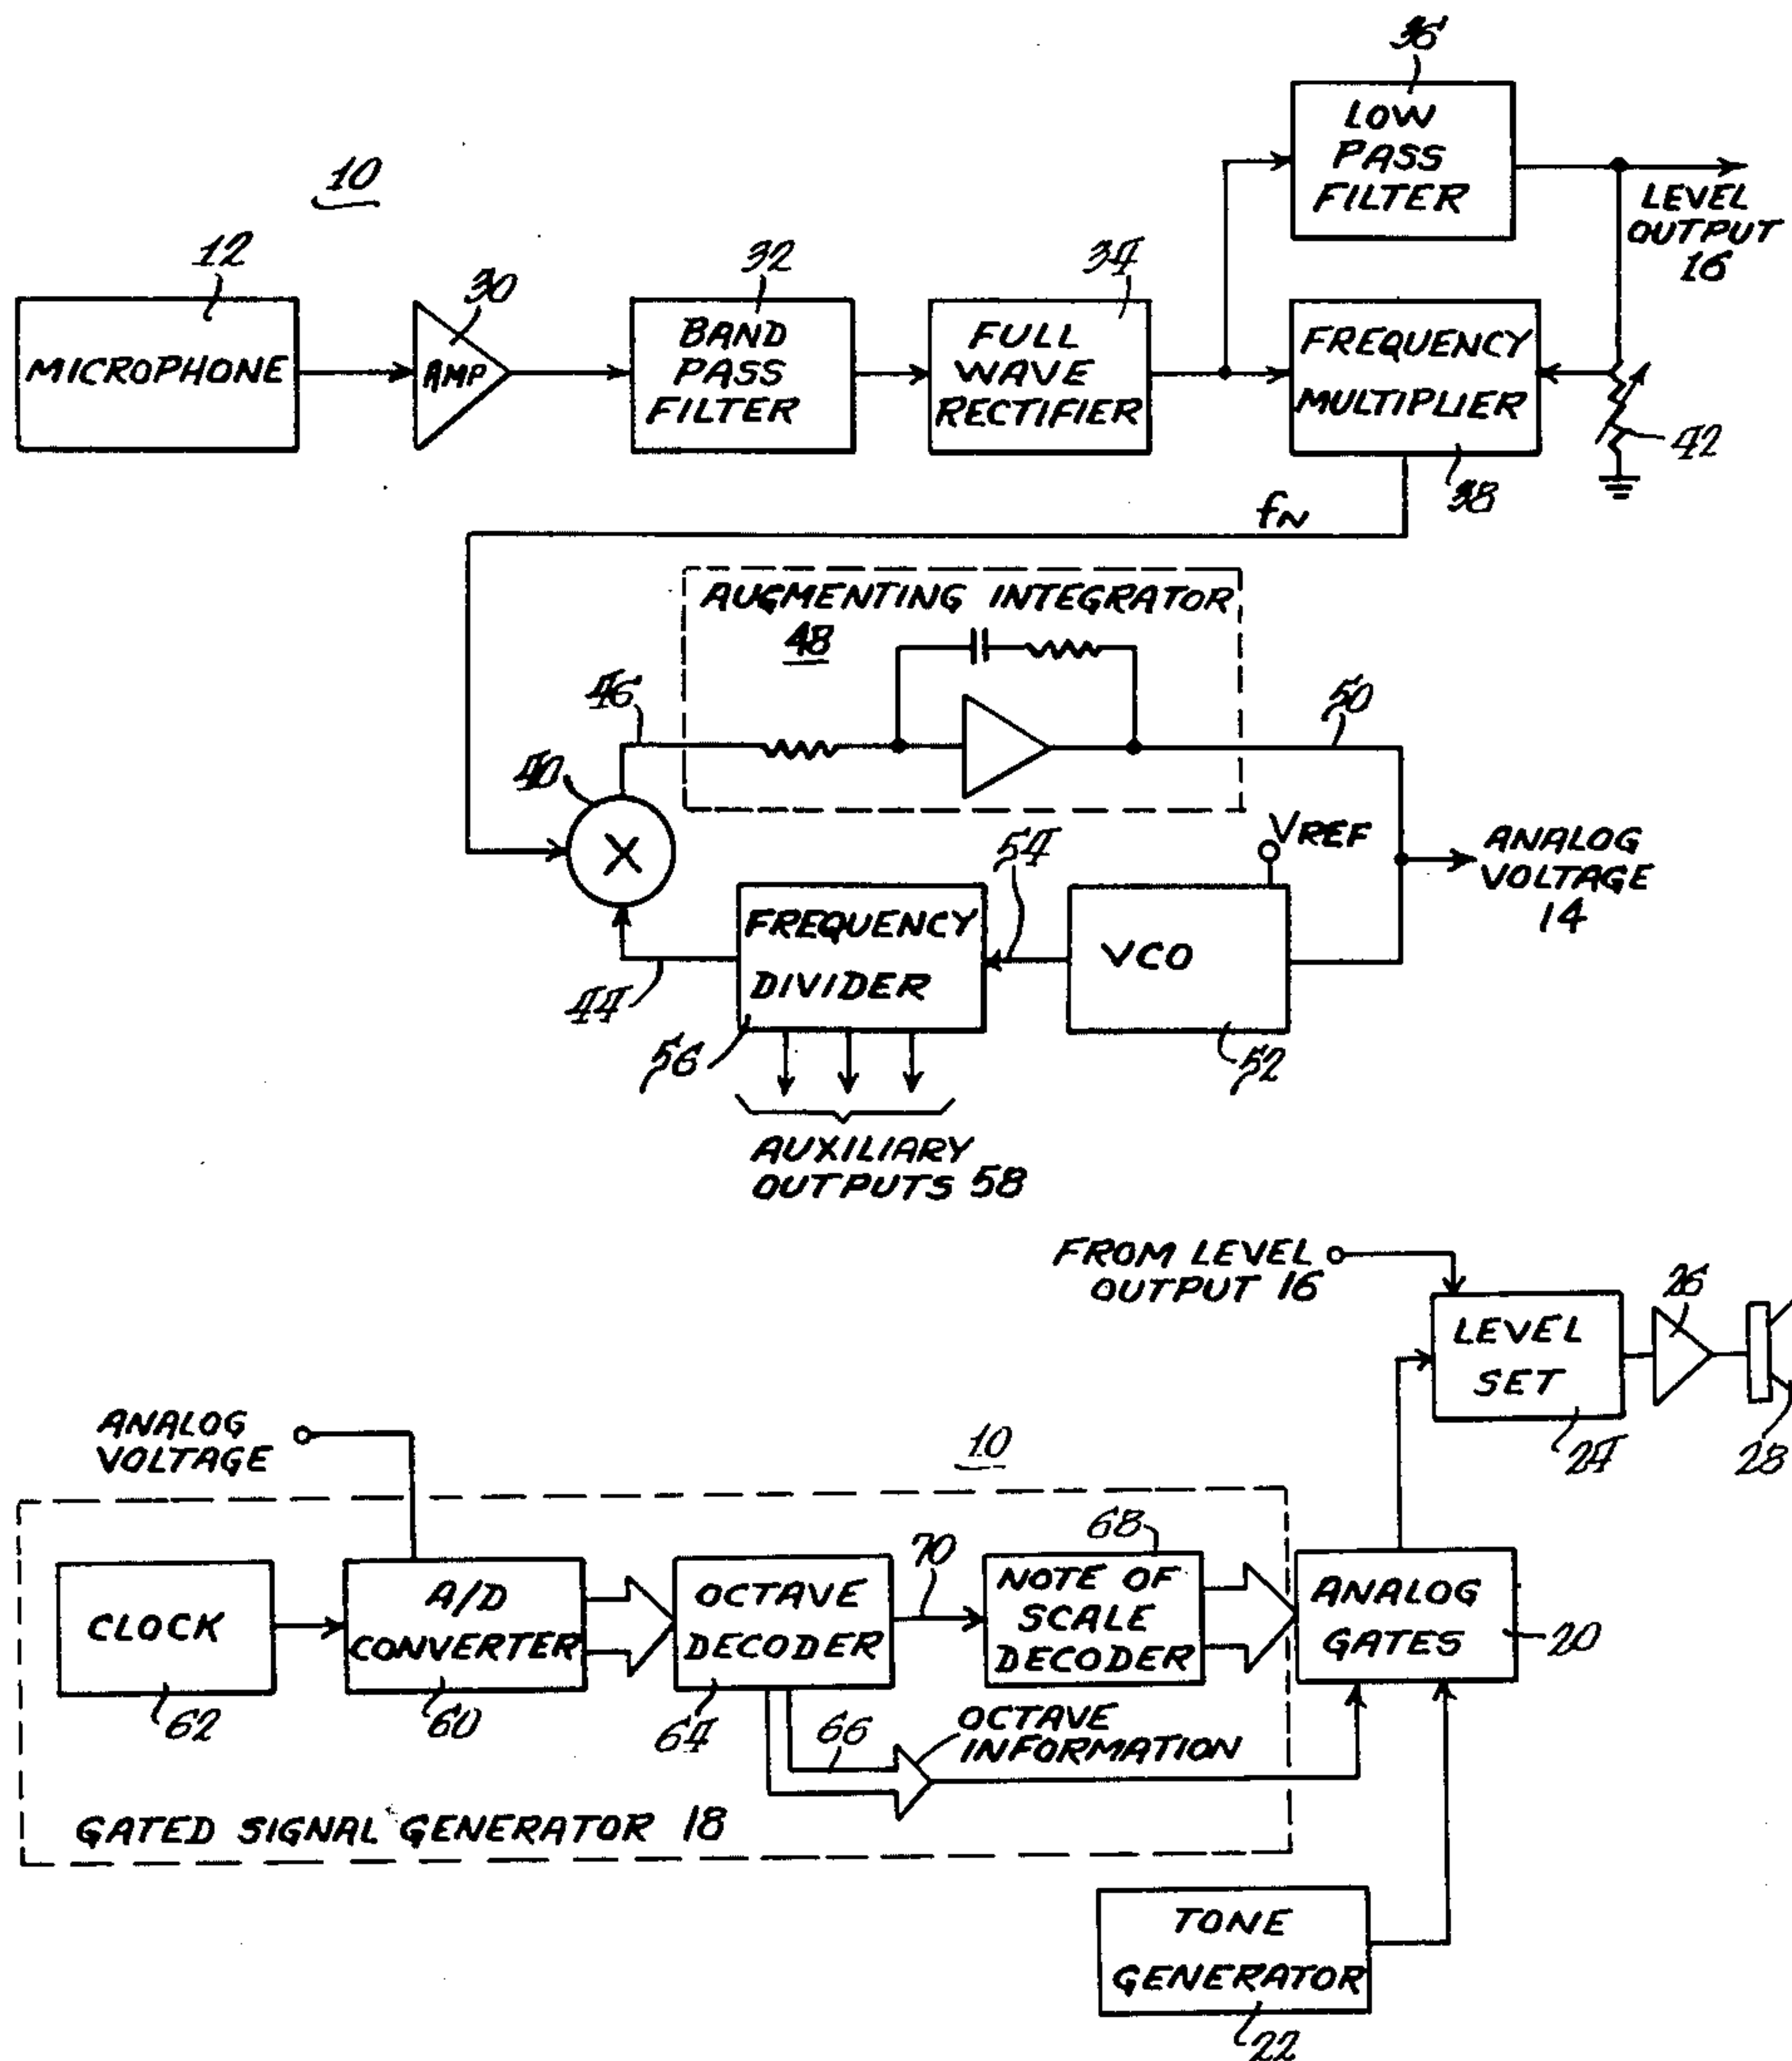 10
36
LOW
PASS
FILTER
LEVEL
OUTPUT
16
12
MICROPHONE
30
AMP
32
BAND
PASS
FILTER
34
FULL
WAVE
RECTIFIER
FREQUENCY
MULTIPLIER
42
38
fN
AUGMENTING INTEGRATOR
48
46
50
40
X
VREF
54
ANALOG
VOLTAGE
14
FREQUENCY
DIVIDER
VCO
44
56
52
AUXILIARY
OUTPUTS 58
FROM LEVEL
OUTPUT 16
26
LEVEL
SET
24
28
ANALOG
VOLTAGE
10
CLOCK
62
A/D
CONVERTER
60
OCTAVE
DECODER
64
70
68
NOTE OF
SCALE
DECODER
ANALOG
GATES
20
66
OCTAVE
INFORMATION
GATED SIGNAL GENERATOR 18
TONE
GENERATOR
22